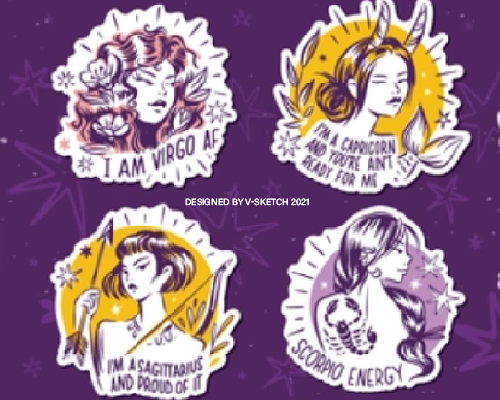 I AM VIRGO AF
I'M A CAPRICORN
AND YOU'RE AIN'T
READY FOR ME
DESIGNED BY V-SKETCH 2021
I'M A SAGITTARIUS
AND PROUD OF IT
SCORPIO ENERGY